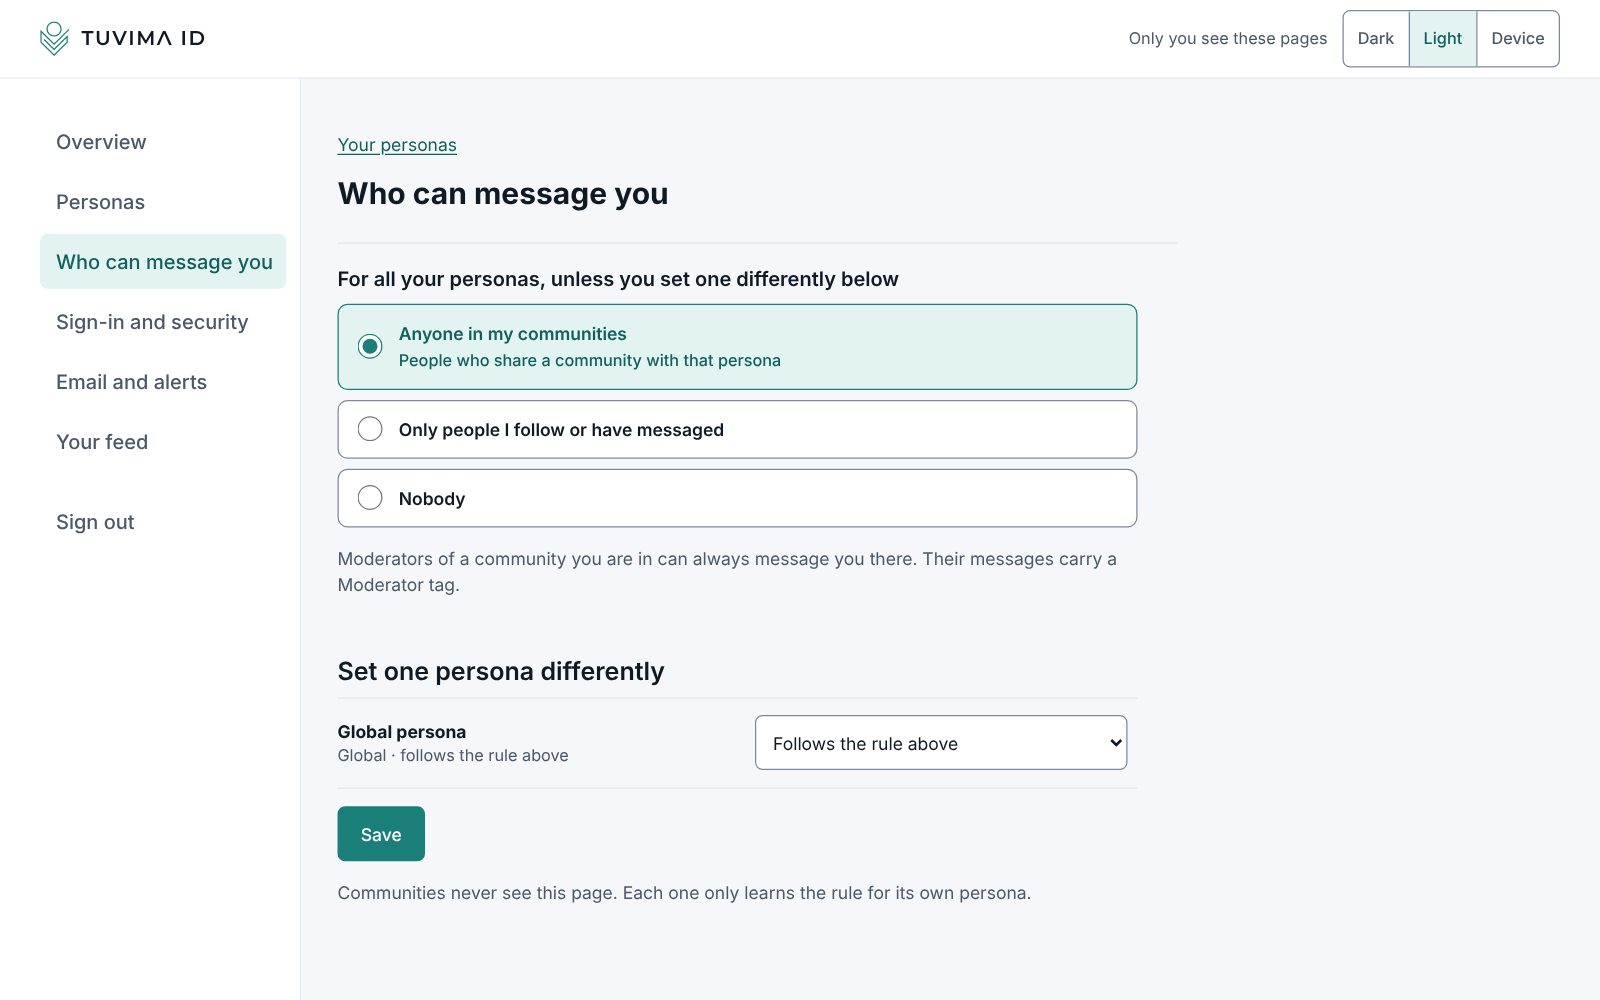 TUVIMA ID
Only you see these pages
Dark
Light
Device
Overview
Personas
Who can message you
Sign-in and security
Email and alerts
Your feed
Sign out
Your personas
Who can message you
For all your personas, unless you set one differently below
Anyone in my communities
People who share a community with that persona
Only people I follow or have messaged
Nobody
Moderators of a community you are in can always message you there. Their messages carry a
Moderator tag.
Set one persona differently
Global persona
Global · follows the rule above
Follows the rule above
Save
Communities never see this page. Each one only learns the rule for its own persona.